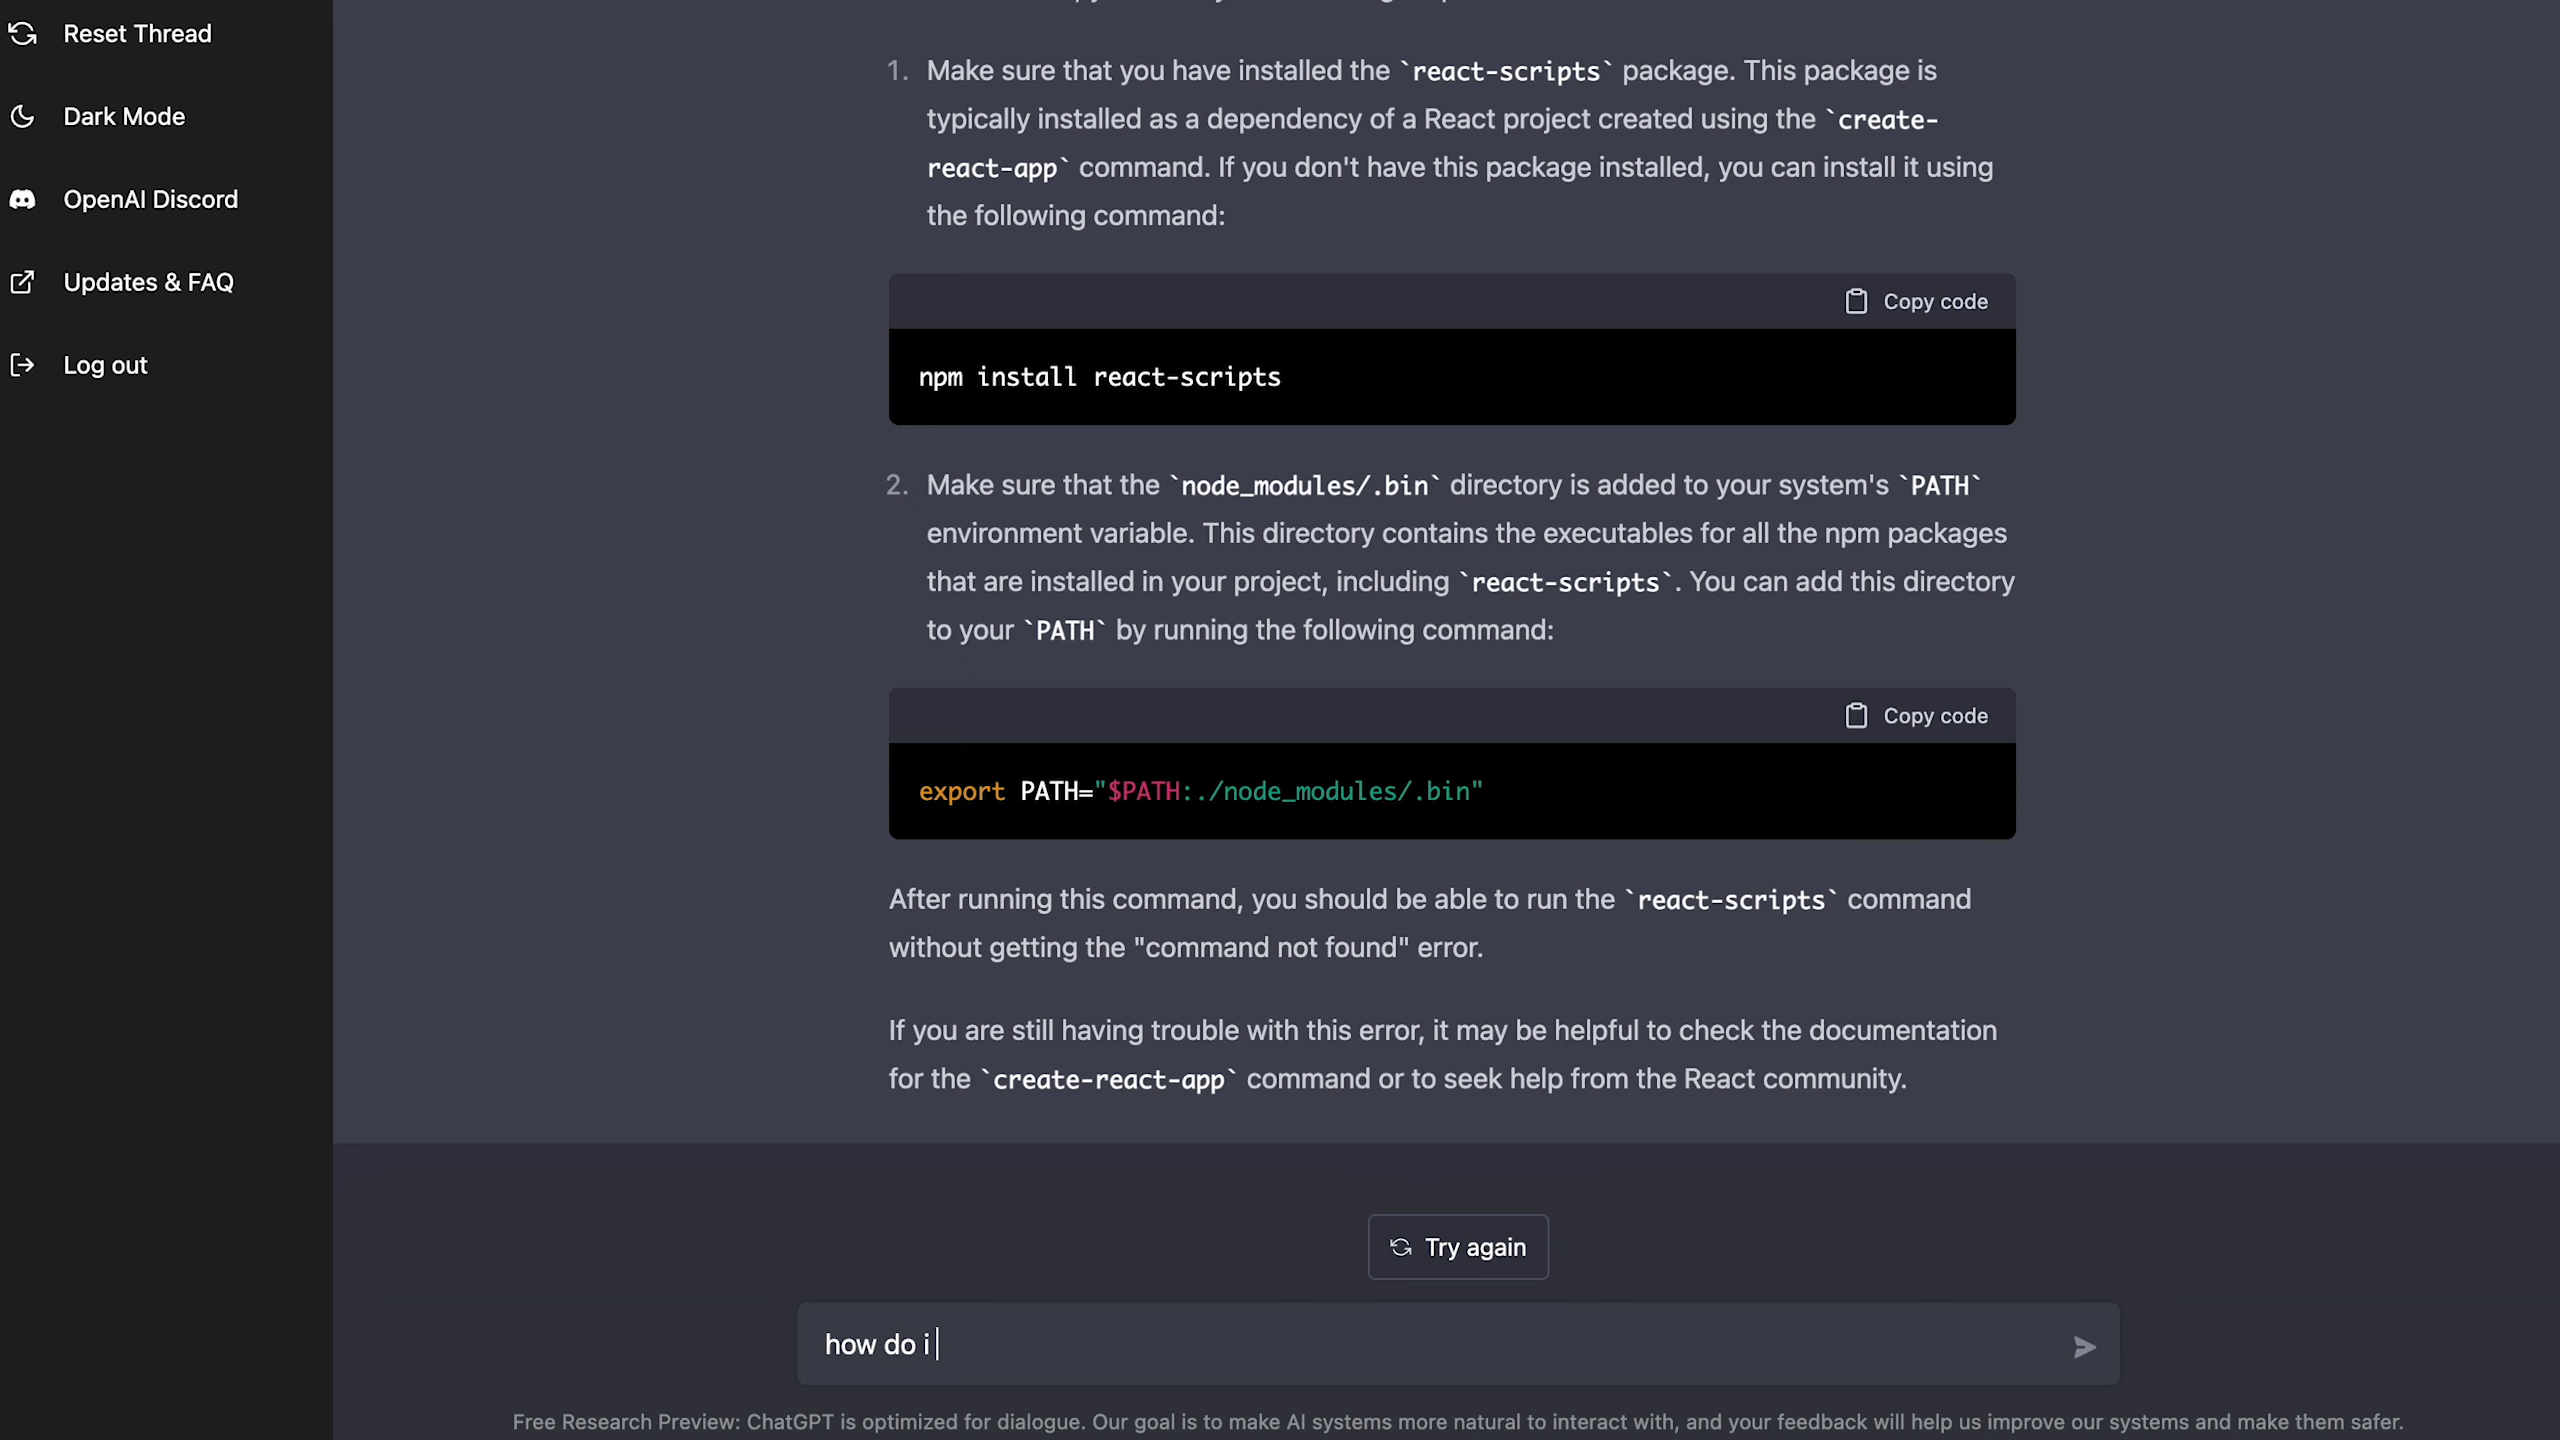 Reset Thread
Dark Mode
OpenAI Discord
Updates & FAQ
Log out
1. Make sure that you have installed the `react-scripts` package. This package is
typically installed as a dependency of a React project created using the `create-
react-app` command. If you don't have this package installed, you can install it using
the following command:
Copy code
npm install react-scripts
2. Make sure that the `node_modules/.bin` directory is added to your system's `PATH`
environment variable. This directory contains the executables for all the npm packages
that are installed in your project, including `react-scripts`. You can add this directory
to your `PATH` by running the following command:
Copy code
export PATH="$PATH:./node_modules/.bin"
After running this command, you should be able to run the `react-scripts` command
without getting the "command not found" error.
If you are still having trouble with this error, it may be helpful to check the documentation
for the `create-react-app` command or to seek help from the React community.
Try again
how do i
Free Research Preview: ChatGPT is optimized for dialogue. Our goal is to make AI systems more natural to interact with, and your feedback will help us improve our systems and make them safer.